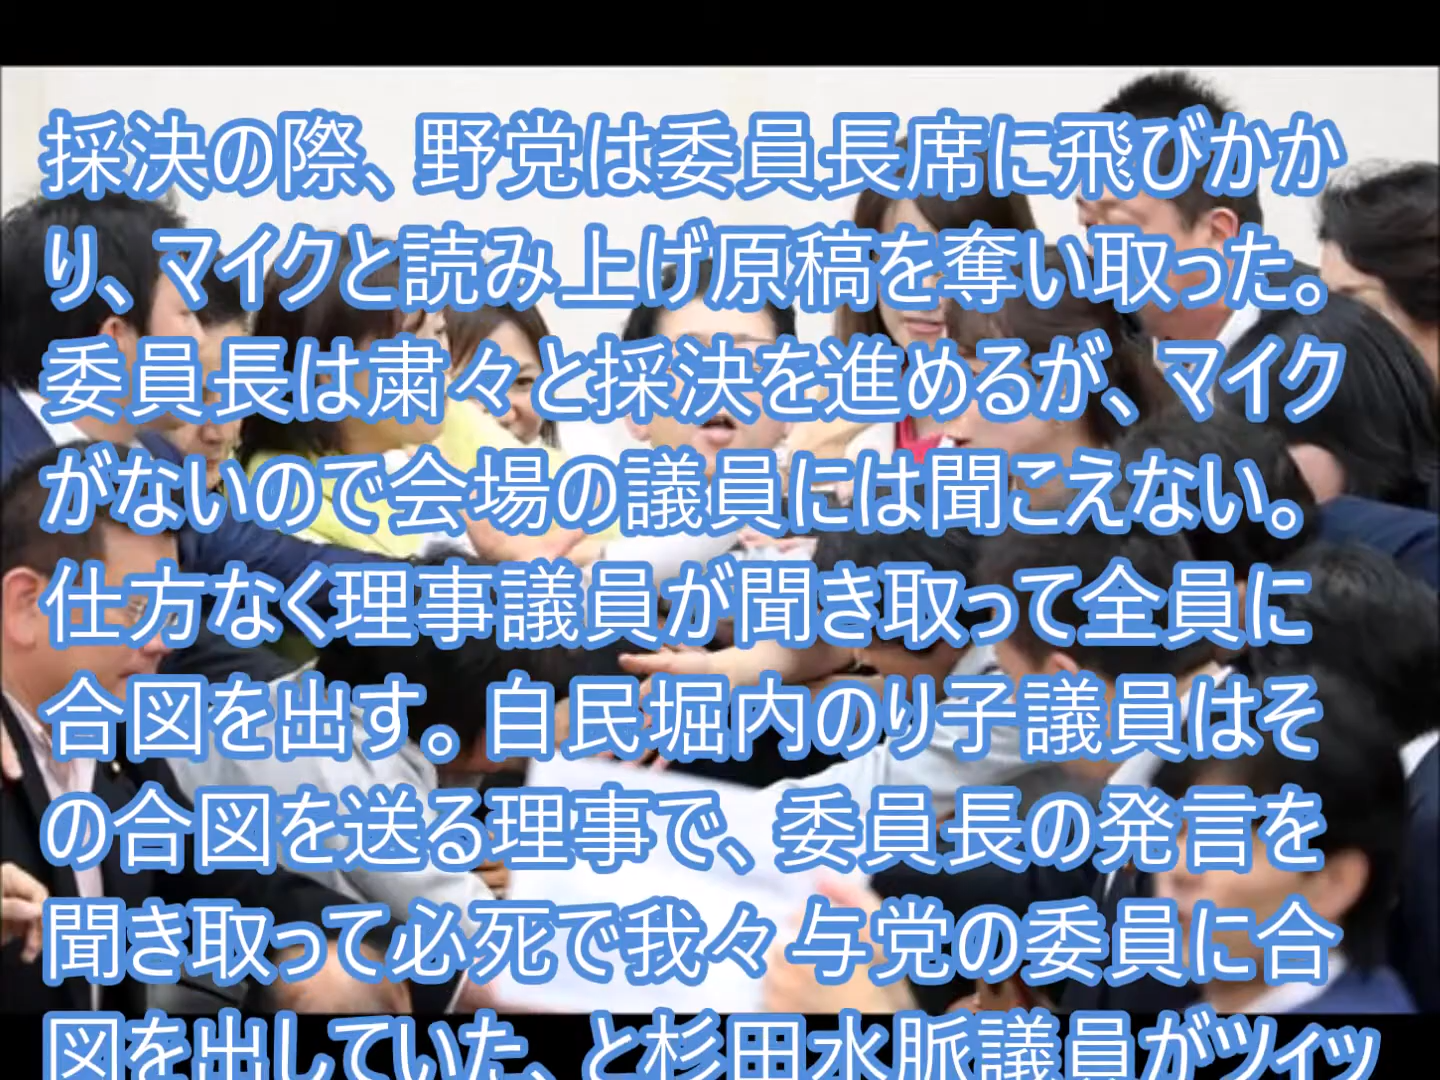 採決の際、野党は委員長席に飛びかか
り、マイクと読み上げ原稿を奪い取った。
委員長は粛々と採決を進めるが、マイク
がないので会場の議員には聞こえない。
仕方なく理事議員が聞き取って全員に
合図を出す。自民堀内のり子議員はそ
の合図を送る理事で、委員長の発言を
聞き取って必死で我々与党の委員に合
図を出していた、と杉田水脈議員がツイッ